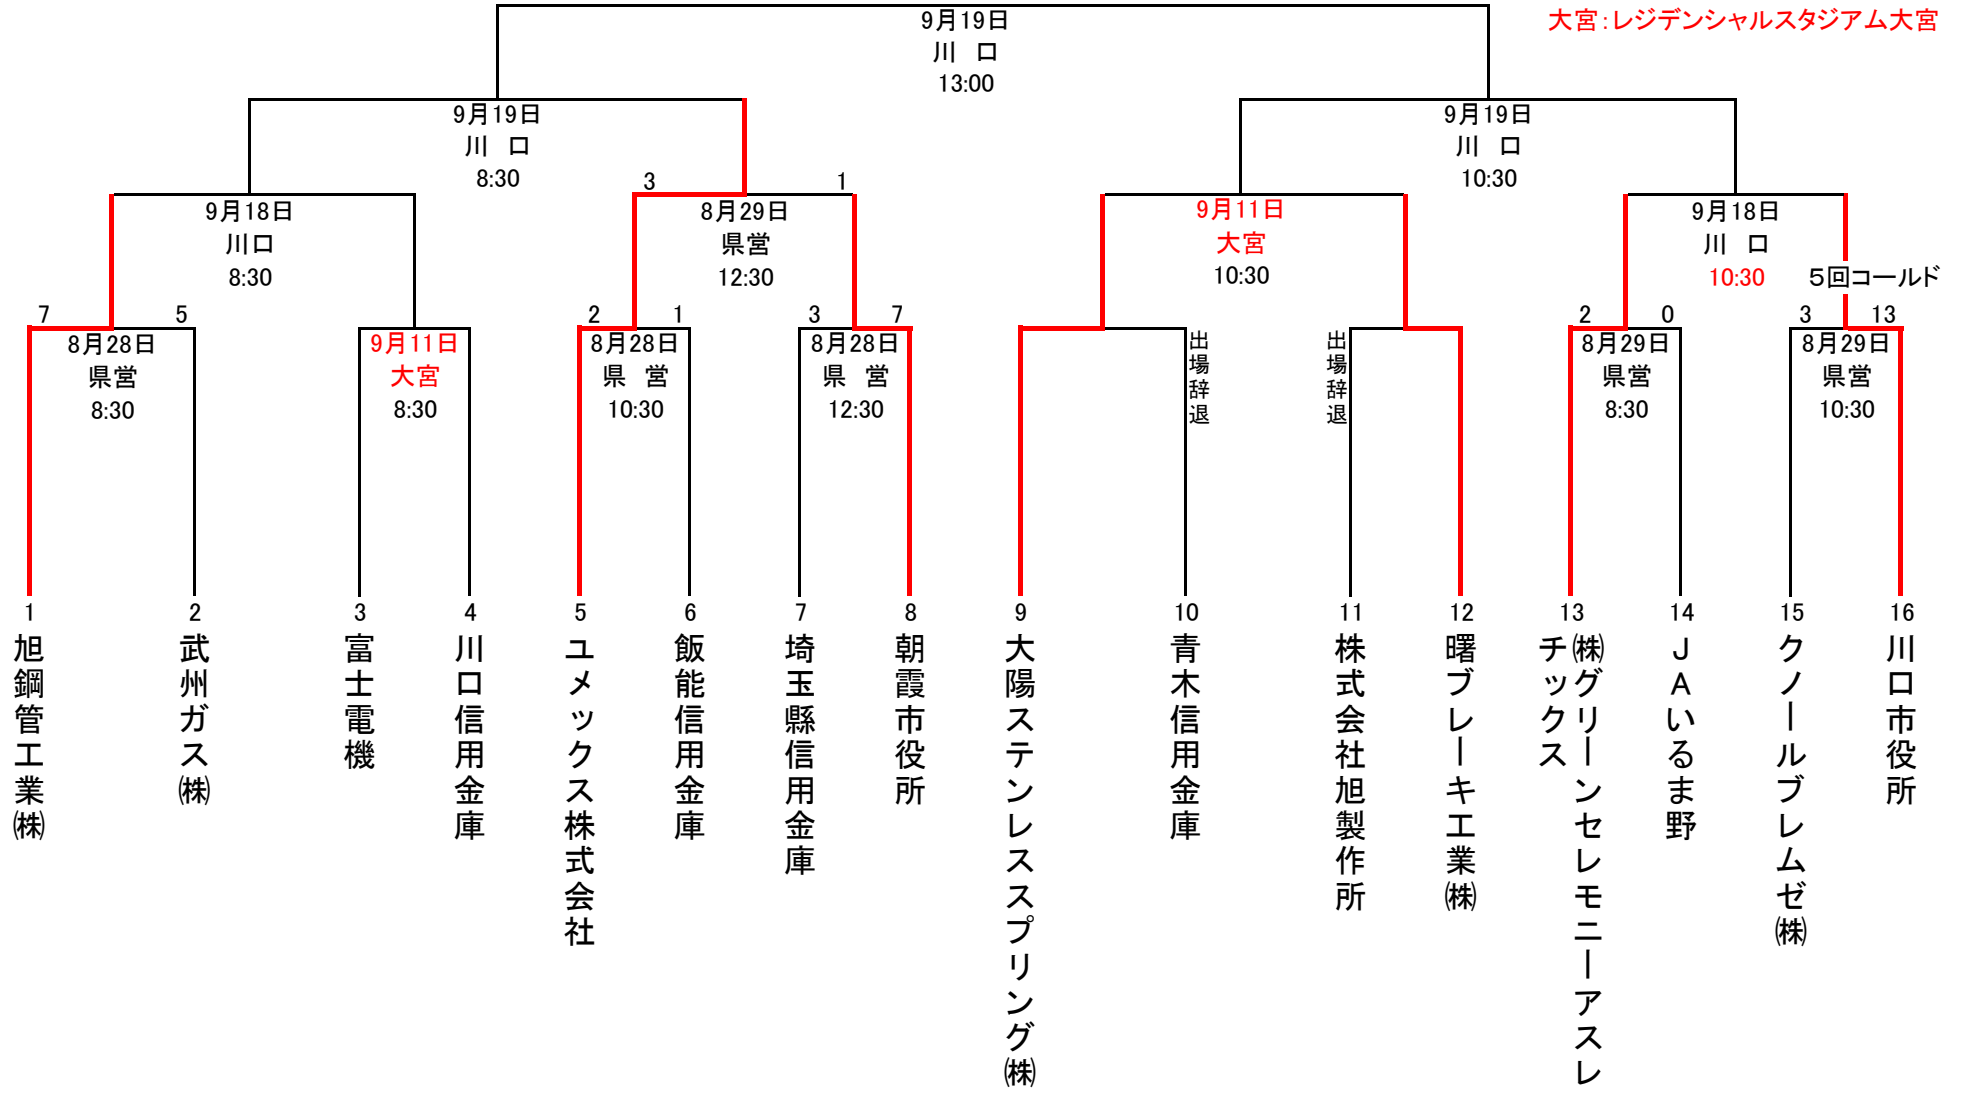 大宮：レジデンシャルスタジアム大宮
9月19日
川　口
13:00
9月19日
川　口
8:30
9月19日
川　口
10:30
3
1
9月18日
川口
8:30
8月29日
県営
12:30
9月11日
大宮
10:30
9月18日
川　口
10:30
５回コールド
7
5
8月28日
県営
8:30
9月11日
大宮
8:30
2
1
8月28日
県　営
10:30
3
7
8月28日
県　営
12:30
出場辞退
出場辞退
2
0
8月29日
県営
8:30
3
13
8月29日
県営
10:30
1
旭鋼管工業㈱
2
武州ガス㈱
3
富士電機
4
川口信用金庫
5
ユメックス株式会社
6
飯能信用金庫
7
埼玉縣信用金庫
8
朝霞市役所
9
大陽ステンレススプリング㈱
10
青木信用金庫
11
株式会社旭製作所
12
曙ブレーキ工業㈱
13
㈱グリーンセレモニーアスレ
チックス
14
ＪＡいるま野
15
クノールブレムゼ㈱
16
川口市役所